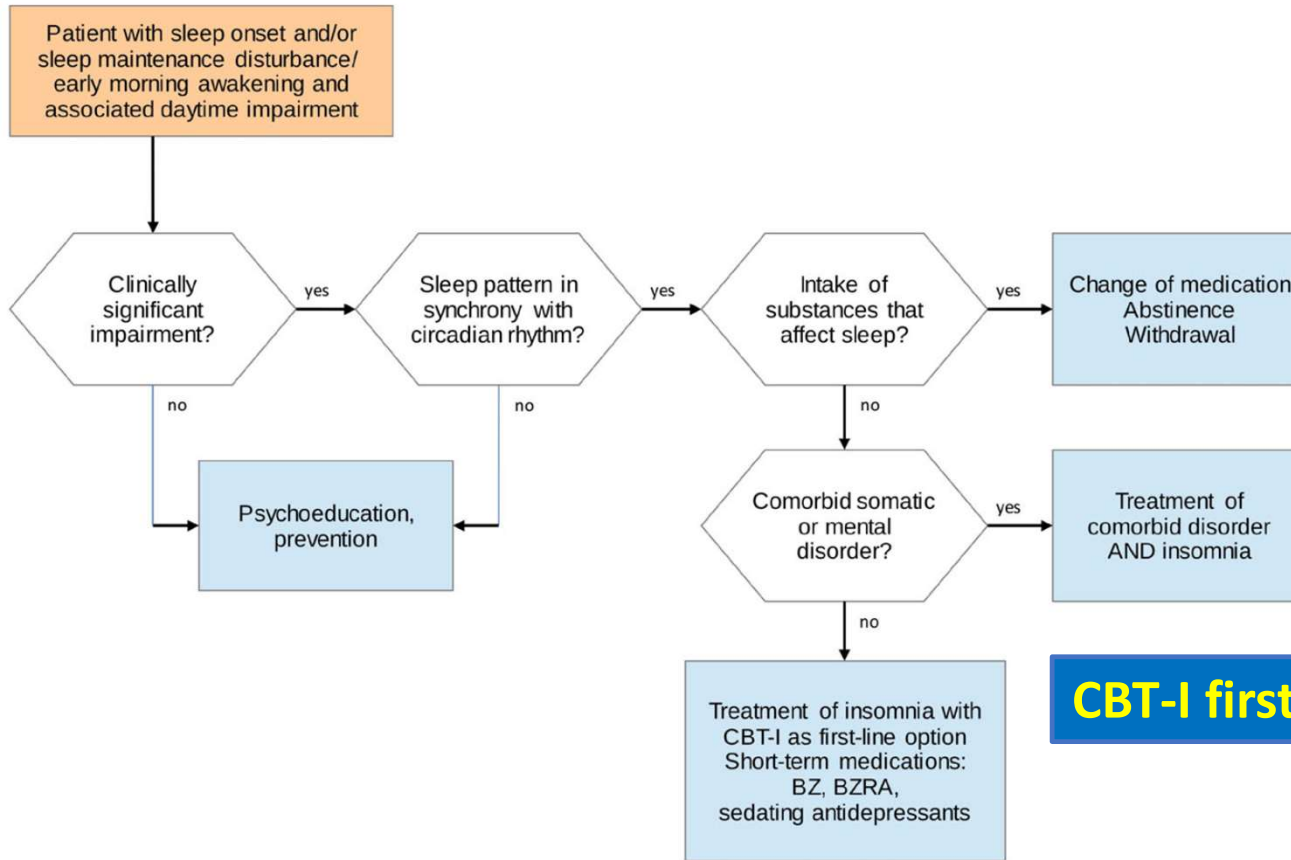 Patient with sleep onset and/or
sleep maintenance disturbance/
early morning awakening and
associated daytime impairment
Clinically
significant
impairment?
yes
Sleep pattern in
synchrony with
circadian rhythm?
yes
Intake of
substances that
affect sleep?
yes
Change of medication
Abstinence
Withdrawal
no
no
no
Psychoeducation,
prevention
Comorbid somatic
or mental
disorder?
yes
Treatment of
comorbid disorder
AND insomnia
no
Treatment of insomnia with
CBT-I as first-line option
Short-term medications:
BZ, BZRA,
sedating antidepressants
CBT-I first